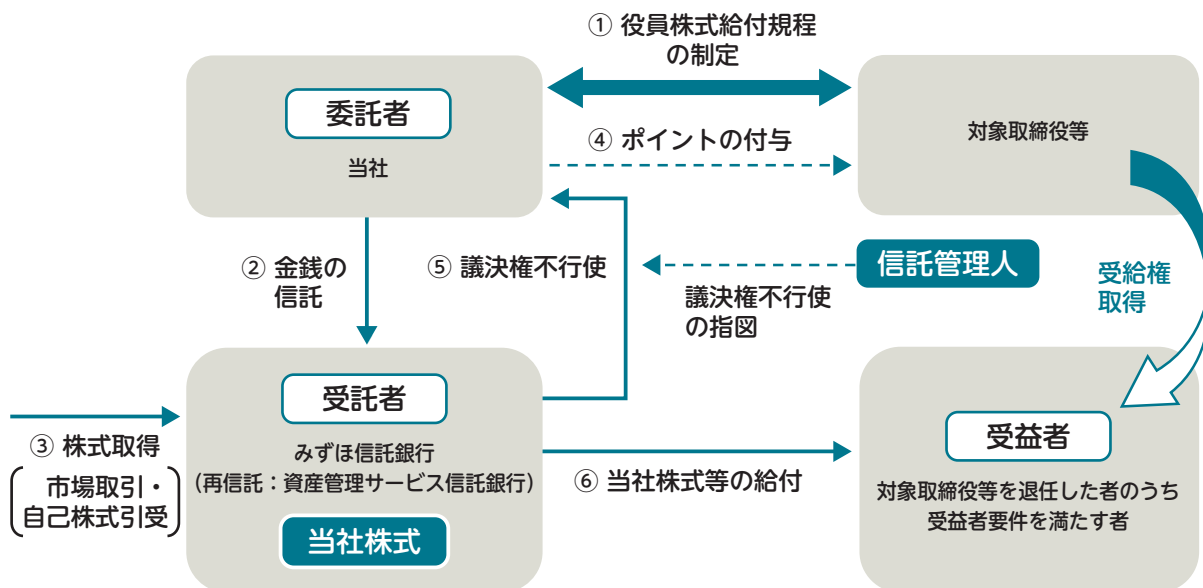 ① 役員株式給付規程
の制定
委託者
当社
④ ポイントの付与
対象取締役等
② 金銭の
信託
⑤ 議決権不行使
信託管理人
議決権不行使
の指図
受給権
取得
③ 株式取得
市場取引・
自己株式引受
受託者
みずほ信託銀行
（再信託：資産管理サービス信託銀行）
当社株式
⑥ 当社株式等の給付
受益者
対象取締役等を退任した者のうち
受益者要件を満たす者